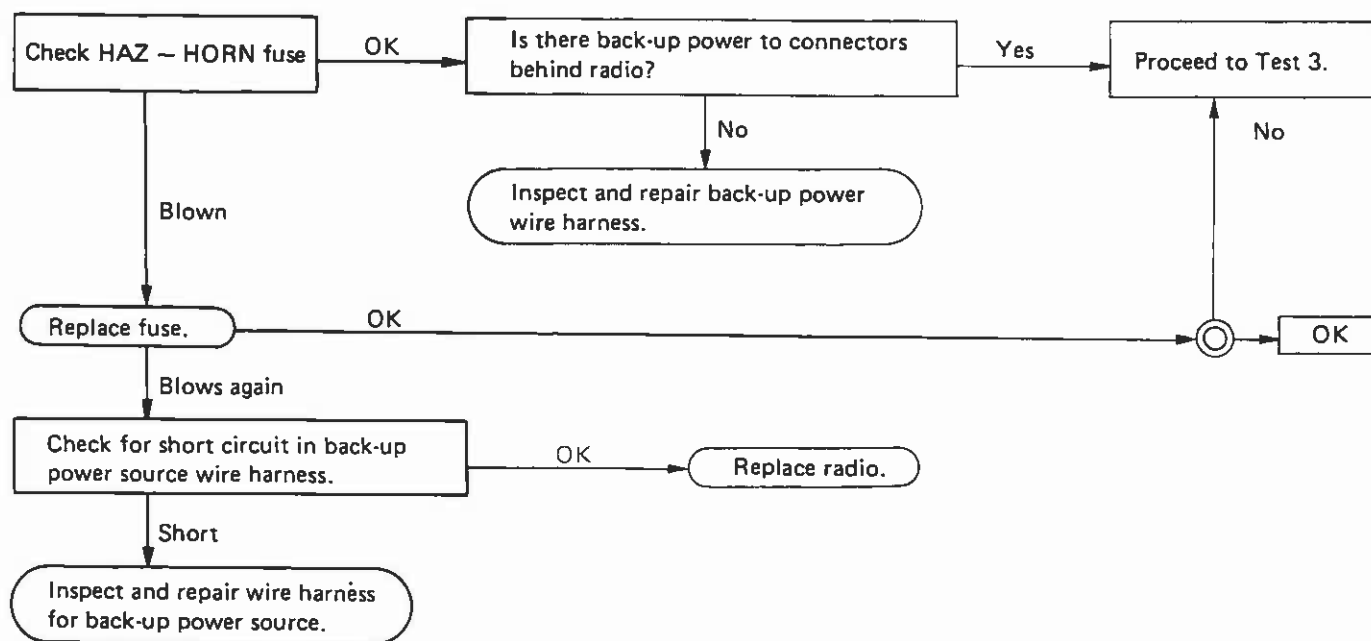 Check HAZ ~ HORN fuse
OK
Is there back-up power to connectors
behind radio?
Yes
Proceed to Test 3.
No
No
Inspect and repair back-up power
wire harness.
Blown
Replace fuse.
OK
OK
Blows again
Check for short circuit in back-up
power source wire harness.
OK
Replace radio.
Short
Inspect and repair wire harness
for back-up power source.